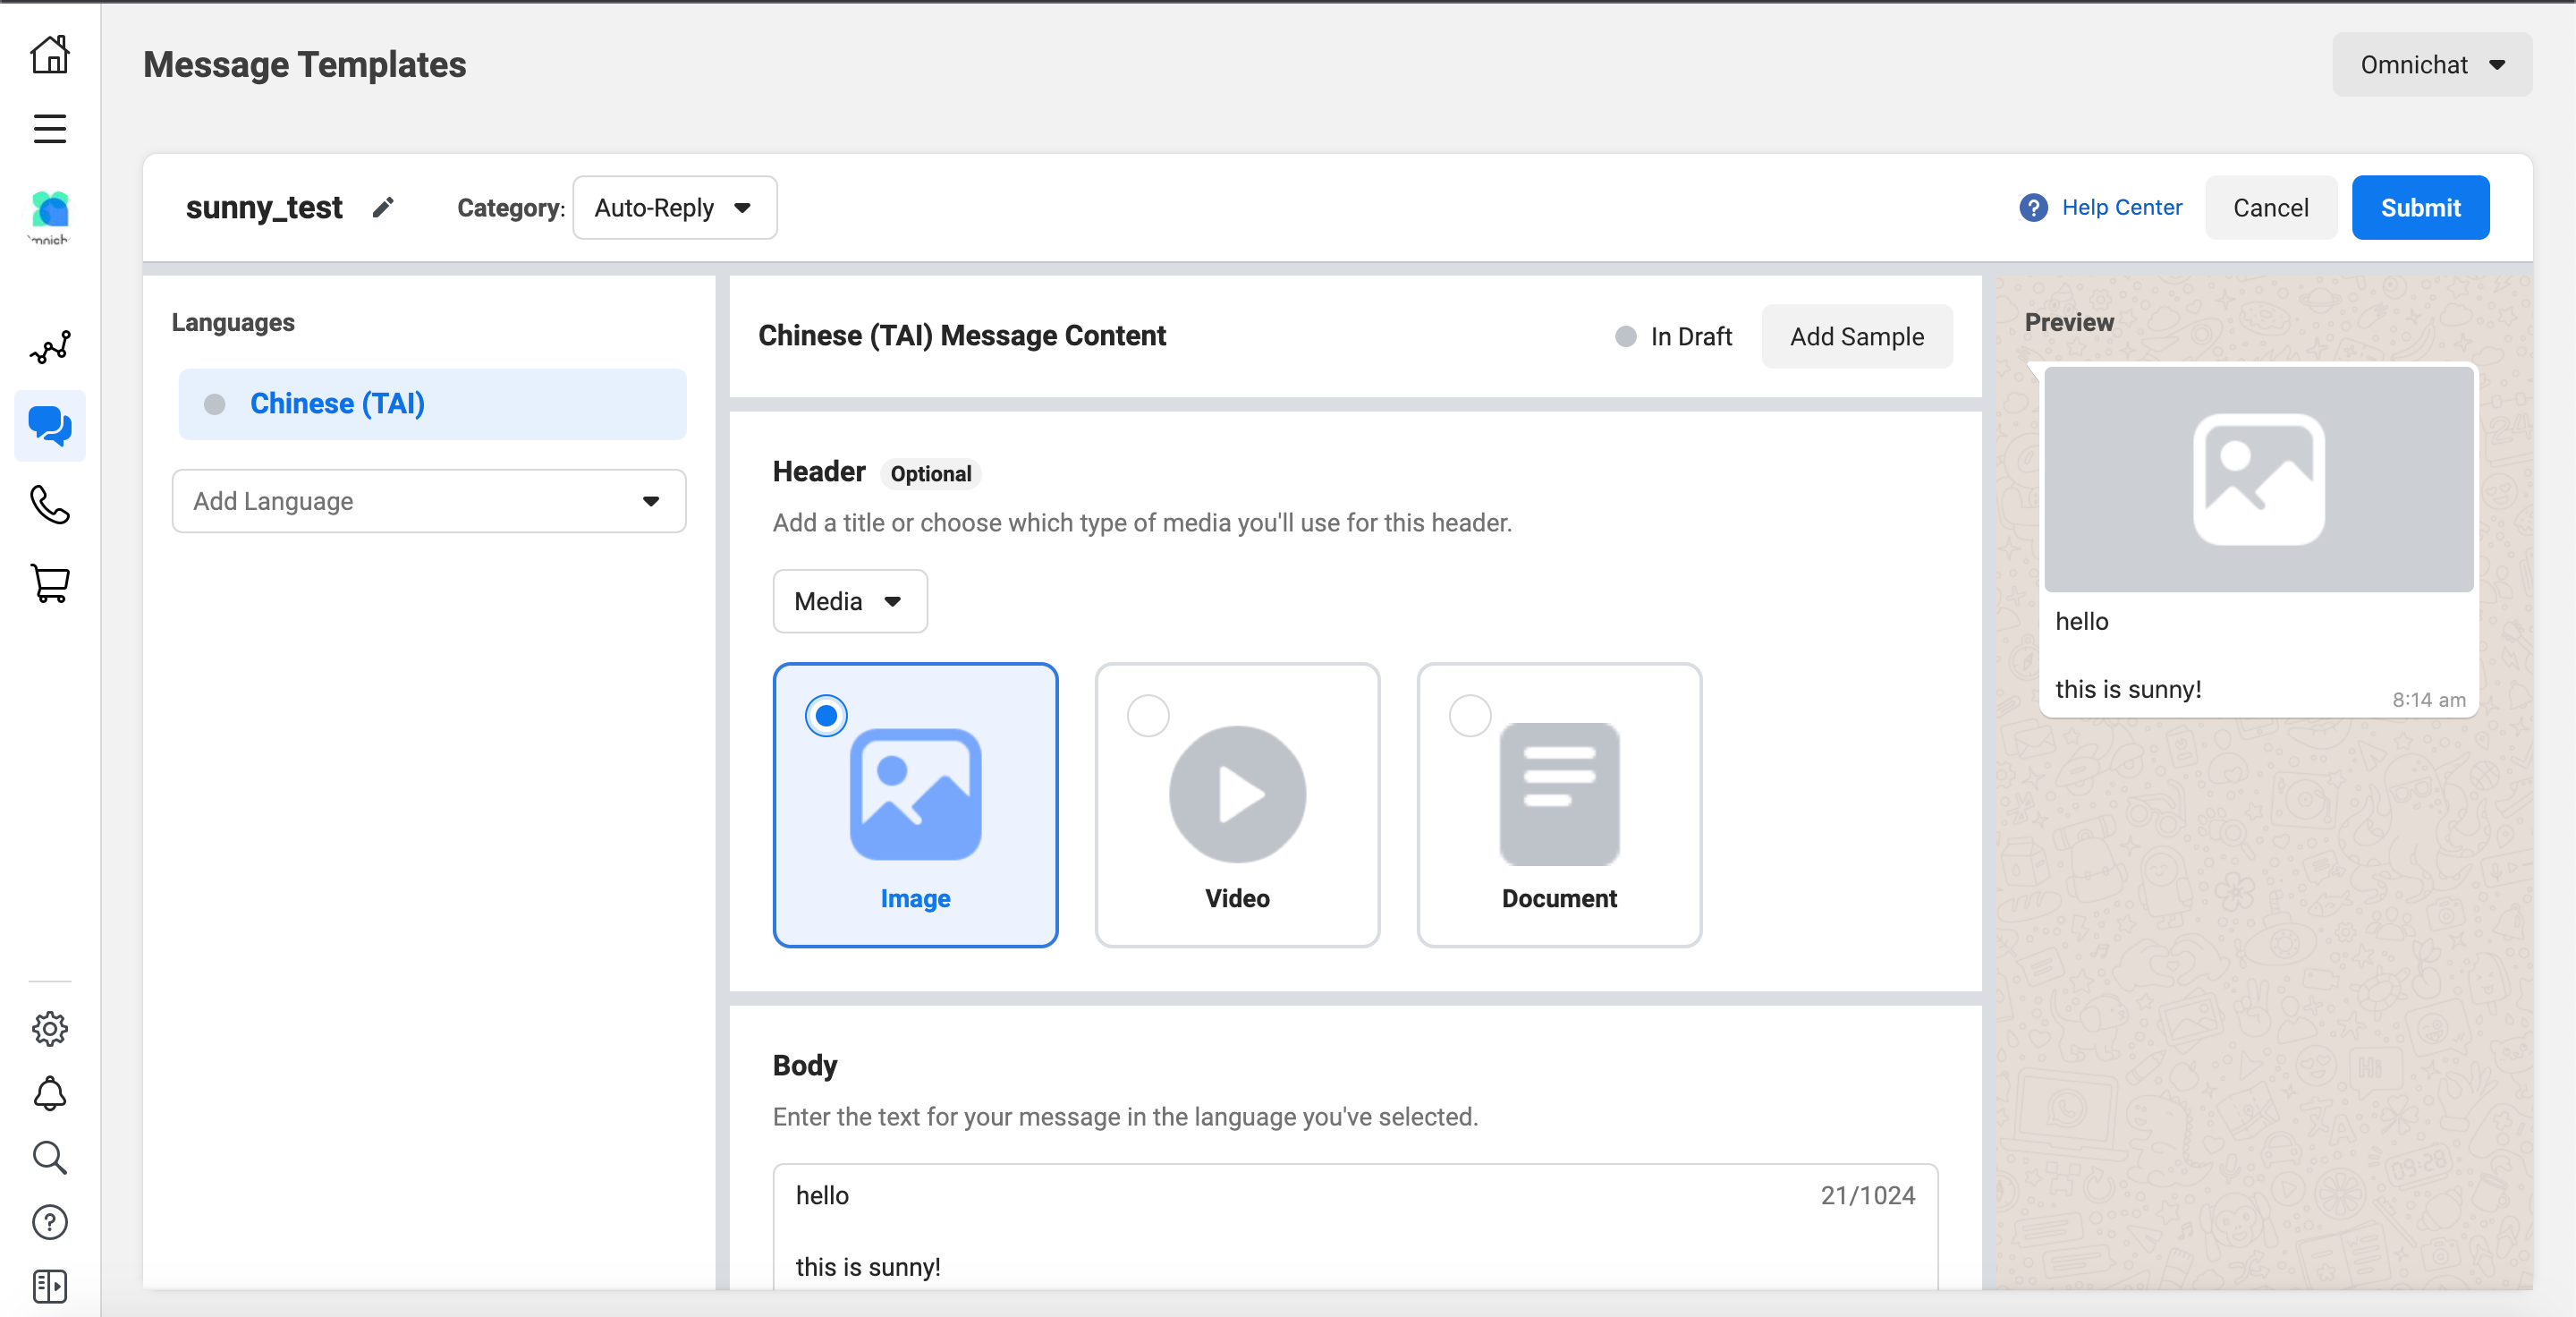 Message Templates
Omnichat
mnich
sunny_test
Category:
Auto-Reply
Help Center
Cancel
Submit
Languages
Chinese (TAI)
Add Language
Chinese (TAI) Message Content
In Draft
Add Sample
Header
Optional
Add a title or choose which type of media you'll use for this header.
Media
Image
Video
Document
Body
Enter the text for your message in the language you've selected.
hello
21/1024
this is sunny!
Preview
hello
this is sunny!
8:14 am